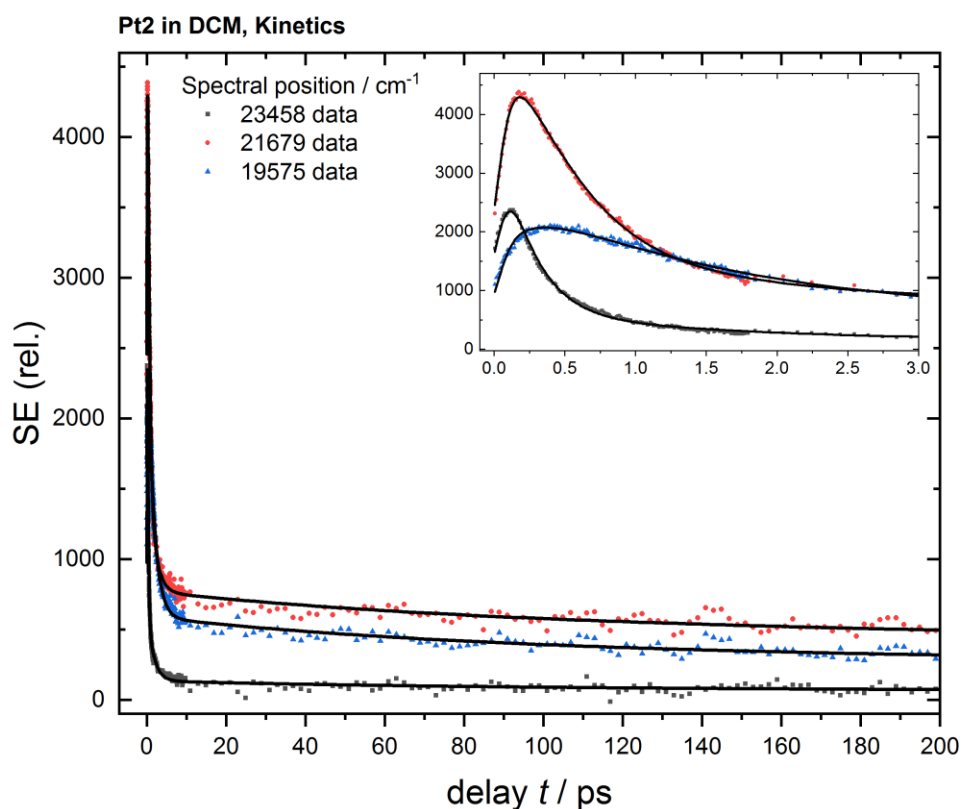 Pt2 in DCM, Kinetics
Spectral position / cm⁻¹
23458 data
21679 data
19575 data
4000
3000
2000
1000
0
0.0 0.5 1.0 1.5 2.0 2.5 3.0
SE (rel.)
4000
3000
2000
1000
0
0 20 40 60 80 100 120 140 160 180 200
delay t / ps